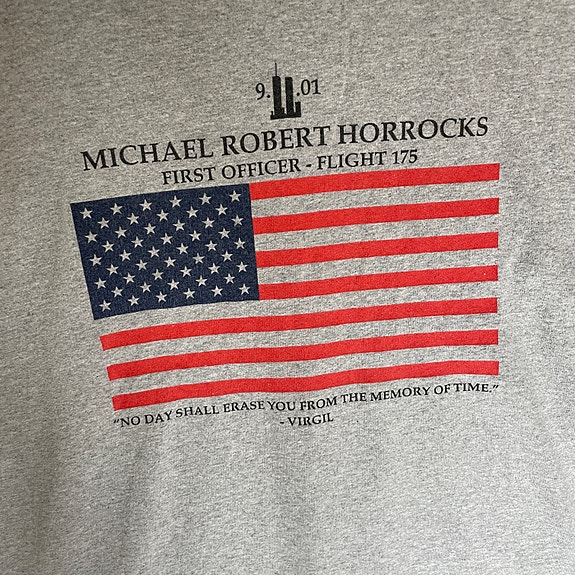 9.11.01
MICHAEL ROBERT HORROCKS
FIRST OFFICER - FLIGHT 175
“NO DAY SHALL ERASE YOU FROM THE MEMORY OF TIME.”
- VIRGIL